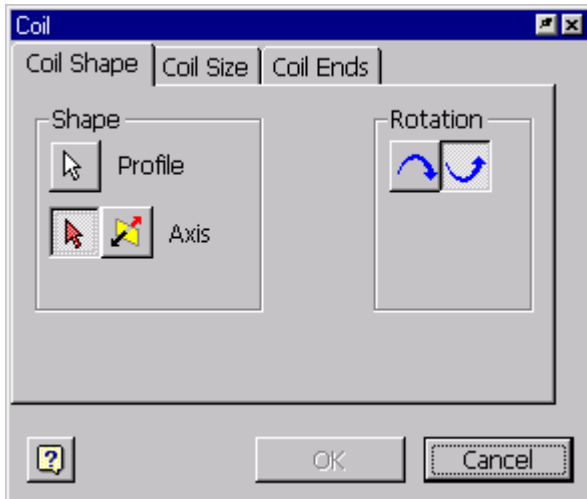 Coil
Coil Shape Coil Size Coil Ends
Shape Rotation
Profile
Axis
? OK Cancel